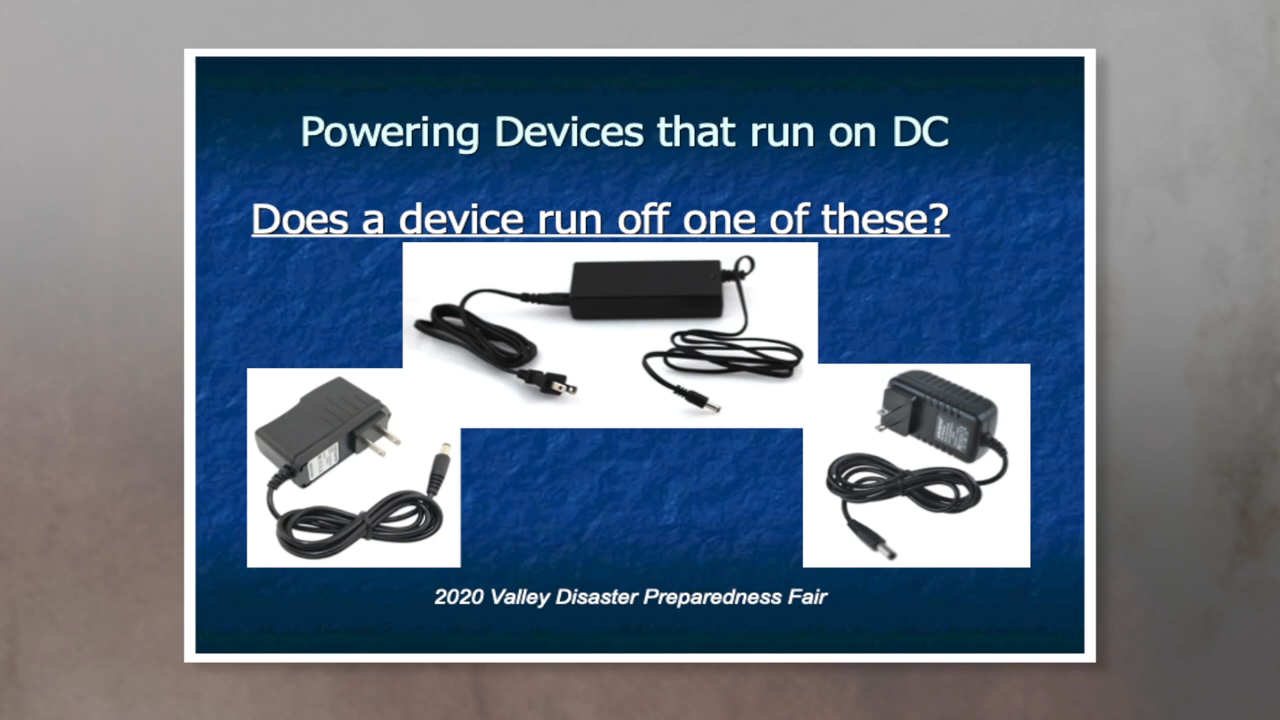 Powering Devices that run on DC
Does a device run off one of these?
2020 Valley Disaster Preparedness Fair